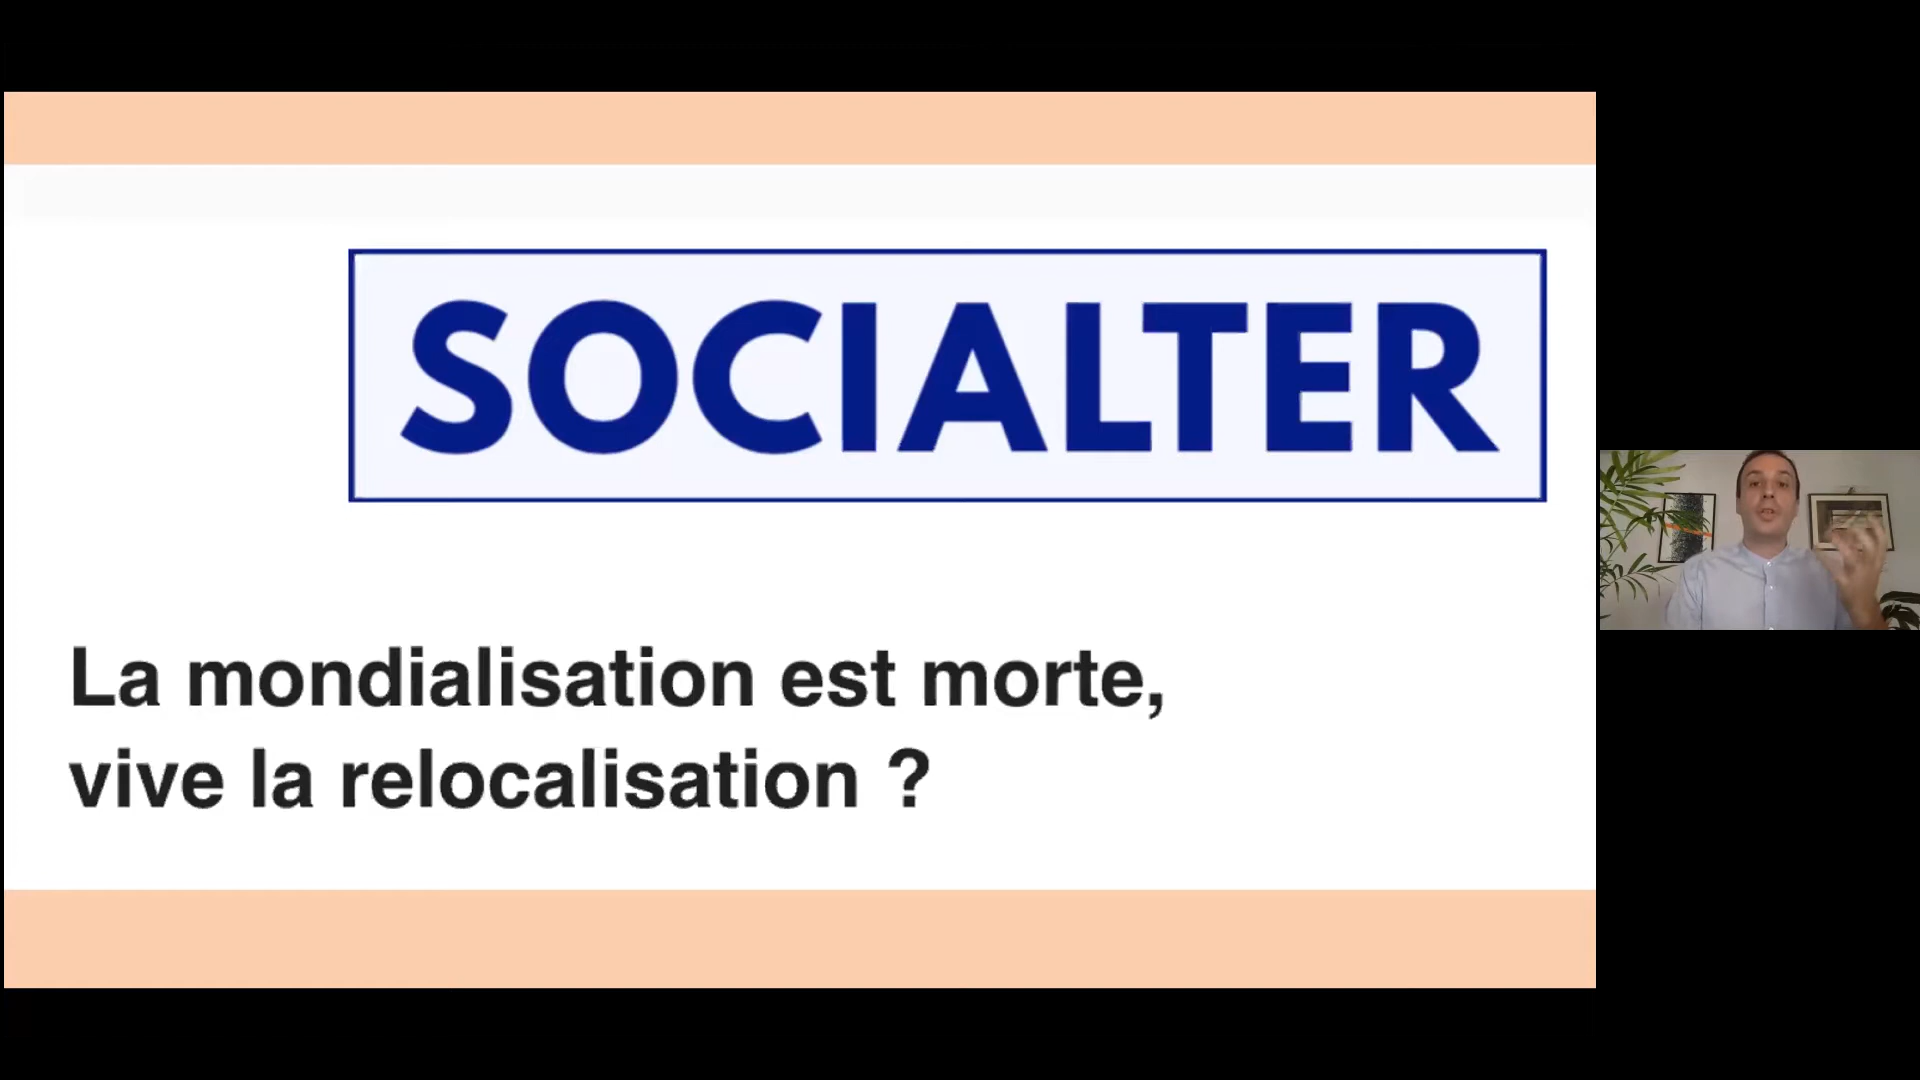 SOCIALTER
La mondialisation est morte,
vive la relocalisation ?